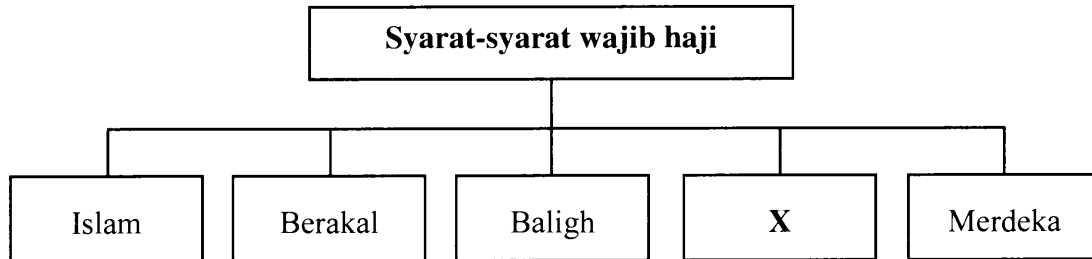 Syarat-syarat wajib haji
Islam
Berakal
Baligh
X
Merdeka